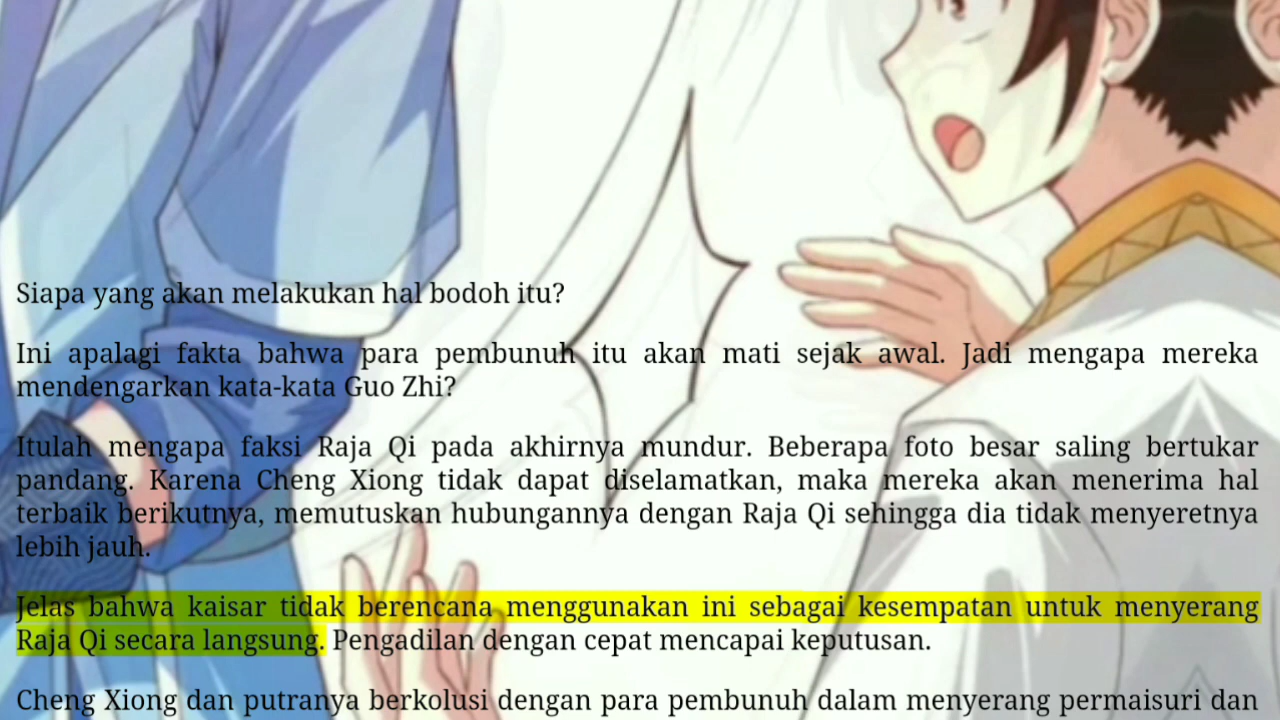 Siapa yang akan melakukan hal bodoh itu?
Ini apalagi fakta bahwa para pembunuh itu akan mati sejak awal. Jadi mengapa mereka
mendengarkan kata-kata Guo Zhi?
Itulah mengapa faksi Raja Qi pada akhirnya mundur. Beberapa foto besar saling bertukar
pandang. Karena Cheng Xiong tidak dapat diselamatkan, maka mereka akan menerima hal
terbaik berikutnya, memutuskan hubungannya dengan Raja Qi sehingga dia tidak menyeretnya
lebih jauh.
Jelas bahwa kaisar tidak berencana menggunakan ini sebagai kesempatan untuk menyerang
Raja Qi secara langsung. Pengadilan dengan cepat mencapai keputusan.
Cheng Xiong dan putranya berkolusi dengan para pembunuh dalam menyerang permaisuri dan